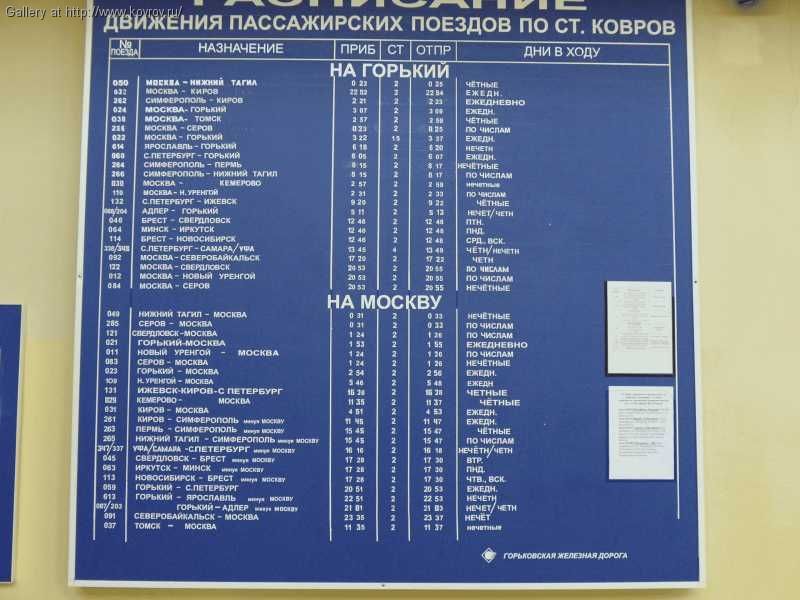 Gallery at http://www.kovrov.ru/
РАСПИСАНИЕ
ДВИЖЕНИЯ ПАССАЖИРСКИХ ПОЕЗДОВ ПО СТ. КОВРОВ
№ ПОЕЗДА НАЗНАЧЕНИЕ ПРИБ СТ ОТПР ДНИ В ХОДУ
НА ГОРЬКИЙ
050 МОСКВА – НИЖНИЙ ТАГИЛ 0 23 2 0 25 ЧЁТНЫЕ
032 МОСКВА - КИРОВ 22 52 2 22 54 ЕЖЕДН.
262 СИМФЕРОПОЛЬ - КИРОВ 2 21 2 2 23 ЕЖЕДНЕВНО
024 МОСКВА- ГОРЬКИЙ 3 07 2 3 09 ЕЖЕДН.
038 МОСКВА- ТОМСК 2 57 2 2 59 ЧЁТНЫЕ
МОСКВА - СЕРОВ 2 ПО ЧИСЛАМ
022 МОСКВА - ГОРЬКИЙ 3 22 15 3 37 ЕЖЕДН.
614 ЯРОСЛАВЛЬ - ГОРЬКИЙ 6 18 2 6 20 НЕЧЕТН
060 С.ПЕТЕРБУРГ - ГОРЬКИЙ 6 05 2 6 07 ЕЖЕДН.
264 СИМФЕРОПОЛЬ - ПЕРМЬ 8 15 2 8 17 НЕЧЁТНЫЕ
266 СИМФЕРОПОЛЬ - НИЖНИЙ ТАГИЛ 8 15 2 8 17 ПО ЧИСЛАМ
030 МОСКВА - КЕМЕРОВО 2 57 2 2 59 нечетные
110 МОСКВА - Н.УРЕНГОЙ 2 31 2 2 33 ПО ЧИСЛАМ
132 С.ПЕТЕРБУРГ - ИЖЕВСК 9 20 2 9 22 ЧЁТНЫЕ
АДЛЕР - ГОРЬКИЙ 5 11 2 5 13 НЕЧЕТ/ЧЕТН
046 БРЕСТ - СВЕРДЛОВСК 12 46 2 12 48 ПТН.
064 МИНСК - ИРКУТСК 12 46 2 12 48 ПНД.
114 БРЕСТ - НОВОСИБИРСК 12 46 2 12 48 СРД., ВСК.
338/348 С.ПЕТЕРБУРГ-САМАРА/УФА 13 45 4 13 49 ЧЁТН/НЕЧЕТН
092 МОСКВА-СЕВЕРОБАЙКАЛЬСК 17 20 2 17 22 ЧЕТН
122 МОСКВА-СВЕРДЛОВСК 20 53 2 20 55 ПО ЧИСЛАМ
012 МОСКВА - НОВЫЙ УРЕНГОЙ 20 53 2 20 55 ПО ЧИСЛАМ
084 МОСКВА - СЕРОВ 20 53 2 20 55 НЕЧЕТНЫЕ
НА МОСКВУ
049 НИЖНИЙ ТАГИЛ - МОСКВА 0 31 2 0 33 НЕЧЁТНЫЕ
285 СЕРОВ - МОСКВА 0 31 2 0 33 ПО ЧИСЛАМ
121 СВЕРДЛОВСК-МОСКВА 1 24 2 1 26 ПО ЧИСЛАМ
021 ГОРЬКИЙ-МОСКВА 1 53 2 1 55 ЕЖЕДНЕВНО
011 НОВЫЙ УРЕНГОЙ - МОСКВА 1 24 2 1 26 ПО ЧИСЛАМ
083 СЕРОВ - МОСКВА 1 24 2 1 26 НЕЧЕТНЫЕ
023 ГОРЬКИЙ - МОСКВА 2 54 2 2 56 ЕЖЕДН.
109 Н.УРЕНГОЙ - МОСКВА 5 46 2 5 48 ЕЖЕДН
131 ИЖЕВСК-КИРОВ-С ПЕТЕРБУРГ 2 ЧЕТНЫЕ
029 КЕМЕРОВО - МОСКВА 11 35 2 11 37 ЧЁТНЫЕ
031 КИРОВ - МОСКВА 4 51 2 4 53 ЕЖЕДН.
261 КИРОВ - СИМФЕРОПОЛЬ минуя МОСКВУ 11 45 2 11 47 ЕЖЕДН.
263 ПЕРМЬ - СИМФЕРОПОЛЬ минуя МОСКВУ 15 45 2 15 47 ЧЁТНЫЕ
265 НИЖНИЙ ТАГИЛ - СИМФЕРОПОЛЬ минуя МОСКВУ 15 45 2 15 47 ПО ЧИСЛАМ
347/337 УФА/САМАРА -С.ПЕТЕРБУРГ минуя МОСКВУ 16 16 2 16 18 НЕЧЁТН/ЧЕТН
045 СВЕРДЛОВСК - БРЕСТ минуя МОСКВУ 17 28 2 17 30 ВТР.
063 ИРКУТСК - МИНСК минуя МОСКВУ 17 28 2 17 30 ПНД.
113 НОВОСИБИРСК - БРЕСТ минуя МОСКВУ 17 28 2 17 30 ЧТВ., ВСК.
059 ГОРЬКИЙ - С.ПЕТЕРБУРГ 20 51 2 20 53 ЕЖЕДН.
613 ГОРЬКИЙ - ЯРОСЛАВЛЬ минуя МОСКВУ 22 51 2 22 53 НЕЧЕТН
ГОРЬКИЙ-АДЛЕР минуя МОСКВУ 21 01 2 21 03 НЕЧЕТ/ЧЕТН
091 СЕВЕРОБАЙКАЛЬСК - МОСКВА 23 35 2 23 37 НЕЧЕТ
037 ТОМСК - МОСКВА 11 35 2 11 37 нечетные
ГОРЬКОВСКАЯ ЖЕЛЕЗНАЯ ДОРОГА